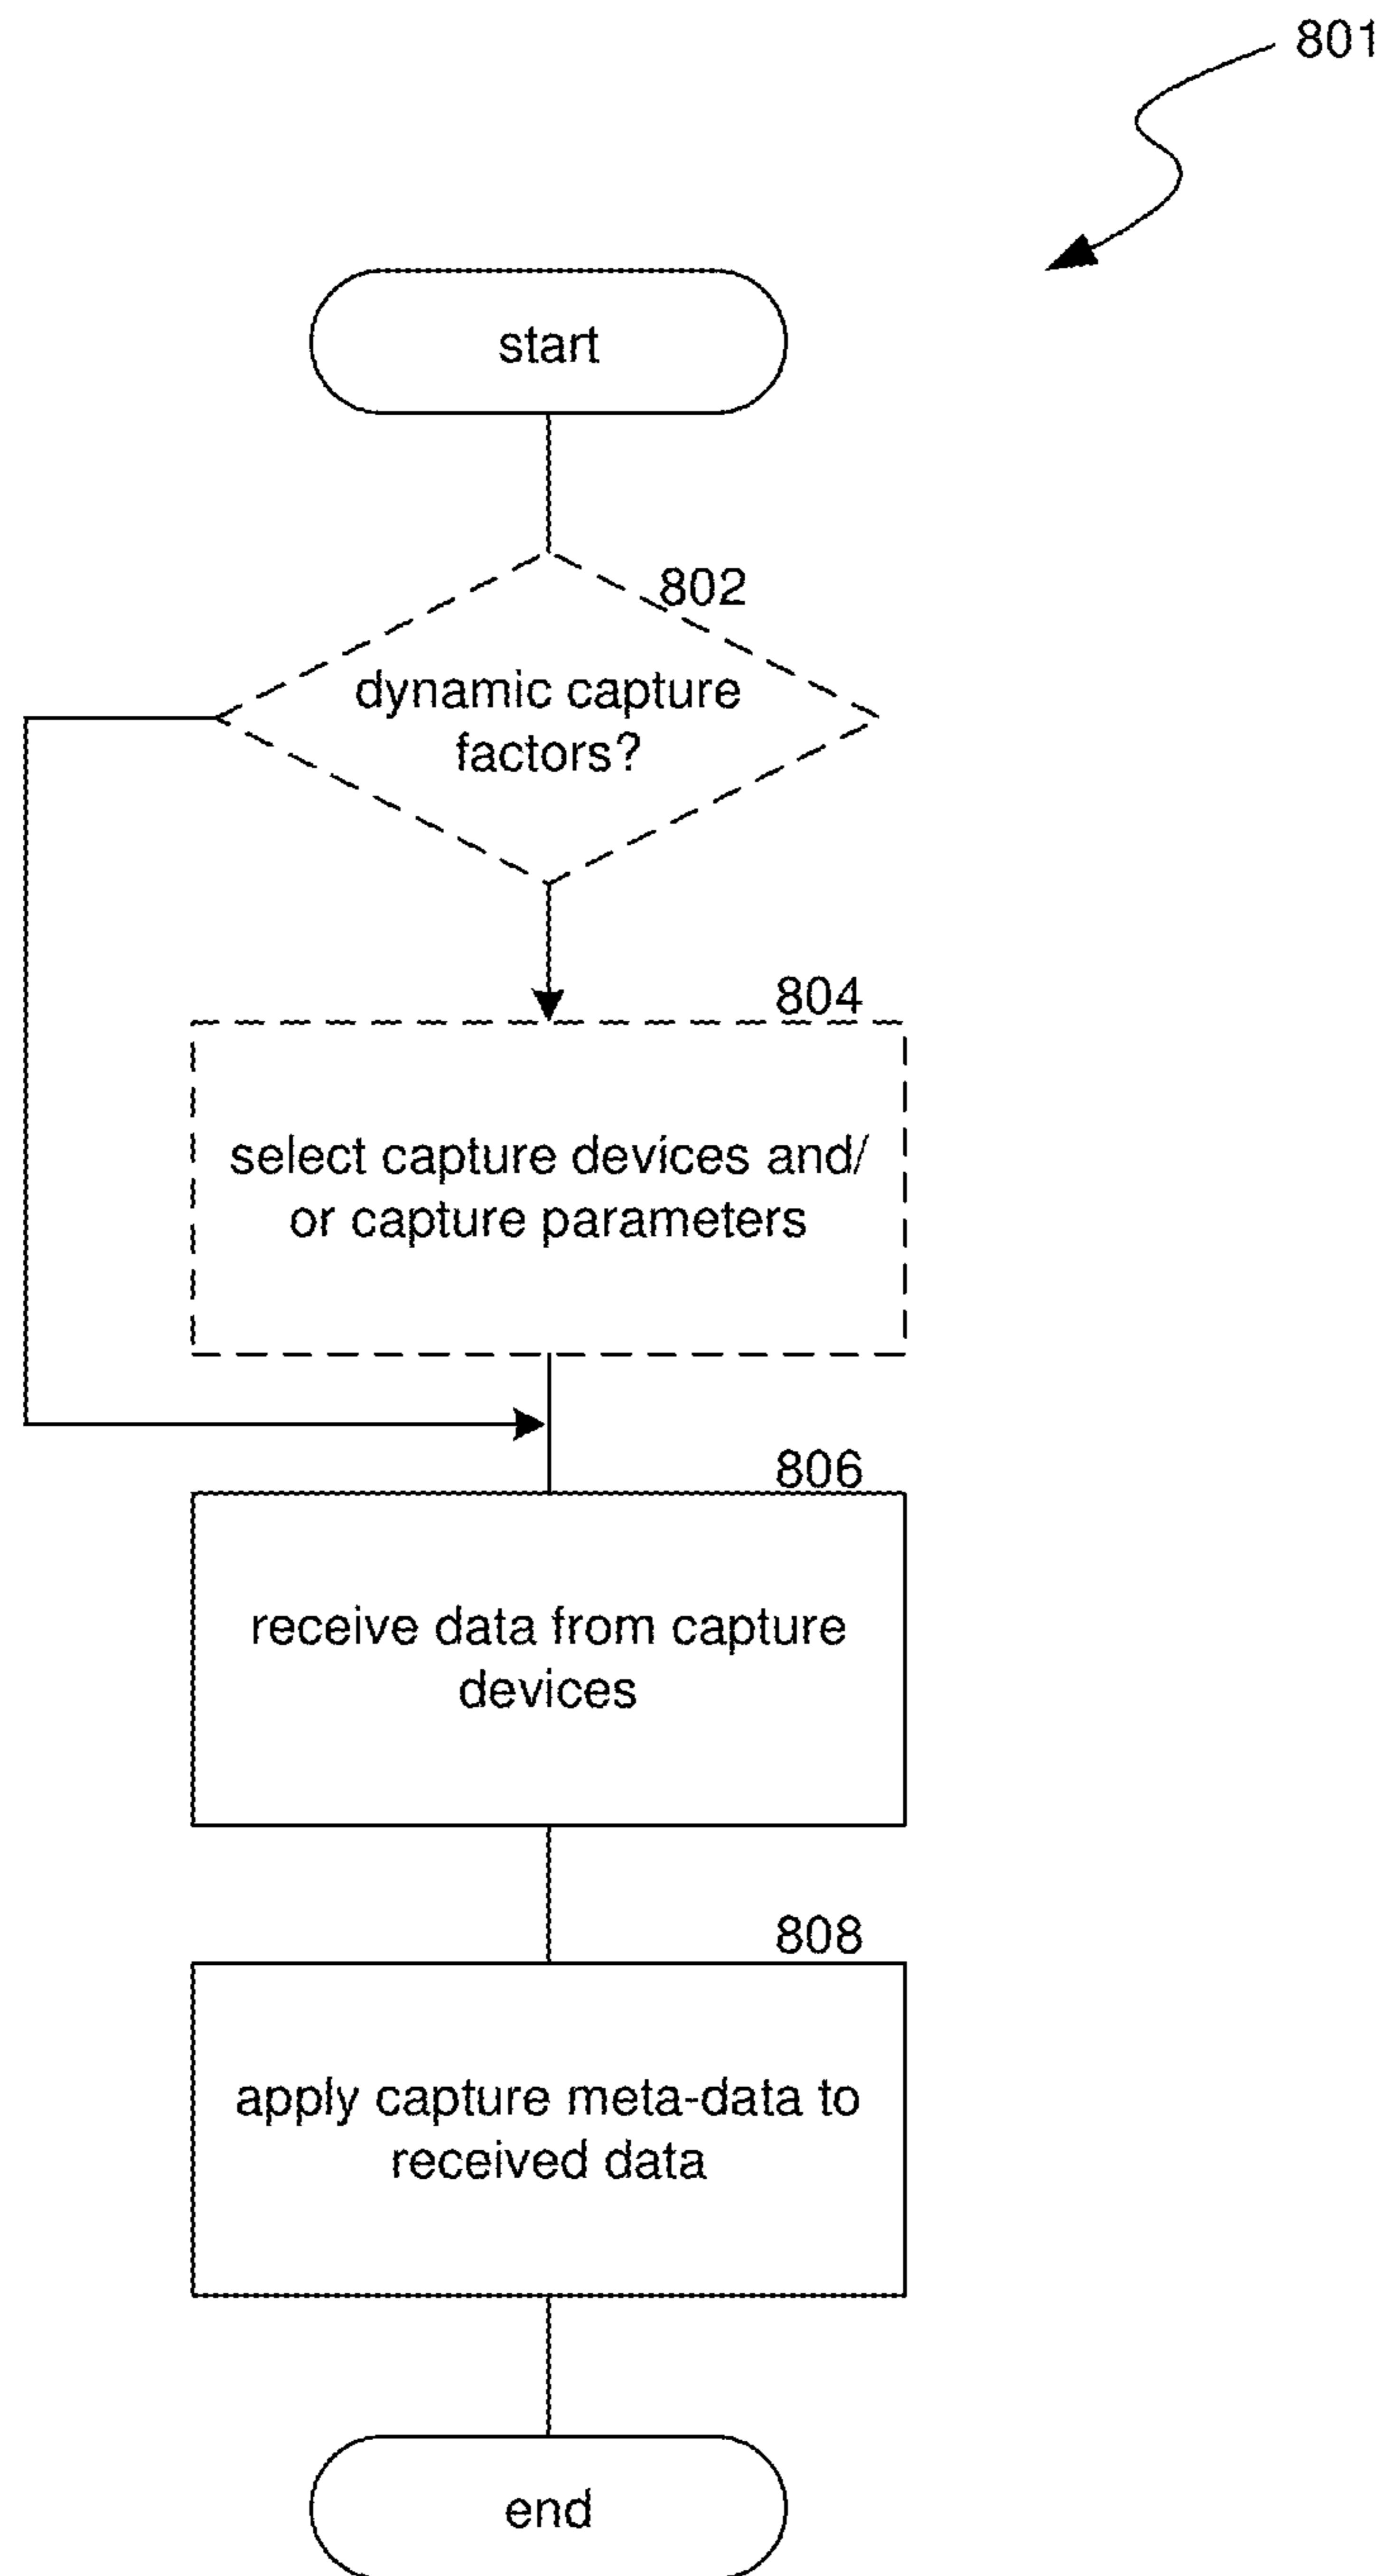 801
start
802
dynamic capture
factors?
804
select capture devices and/
or capture parameters
806
receive data from capture
devices
808
apply capture meta-data to
received data
end